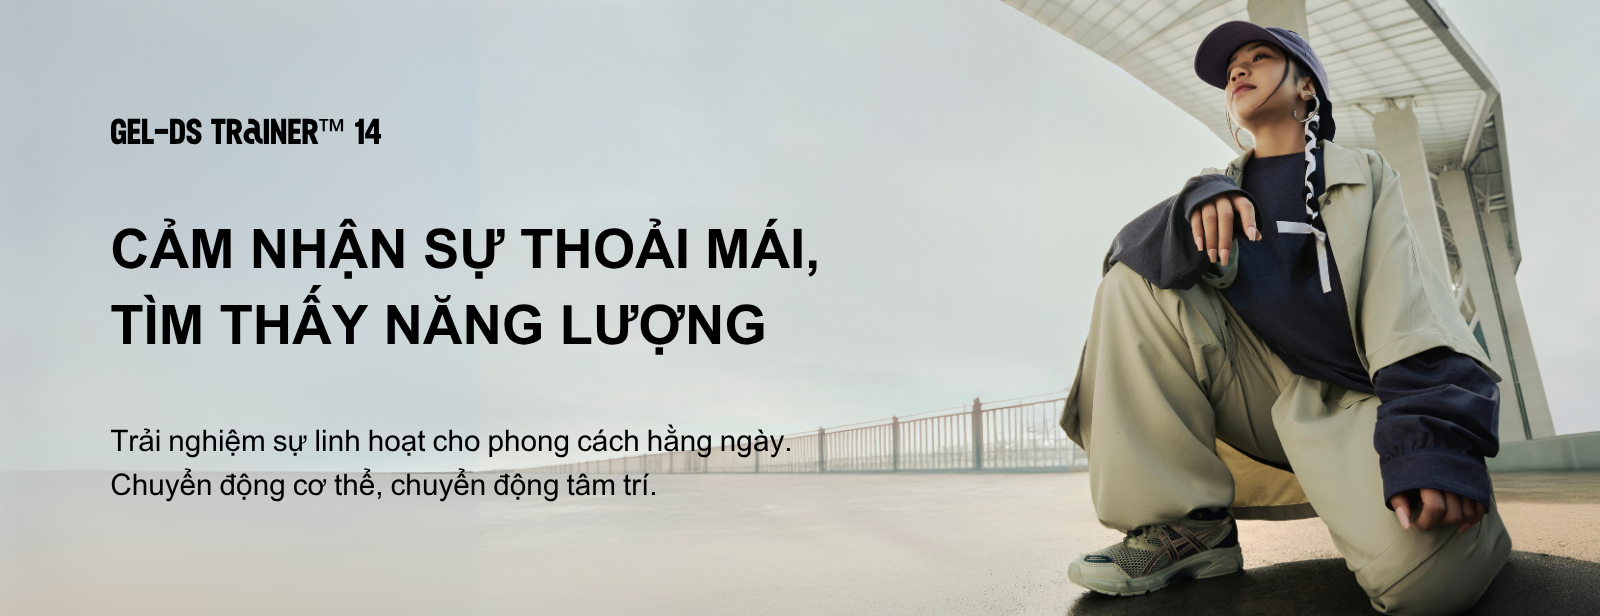 GEL-DS TRaINER™ 14
CẢM NHẬN SỰ THOẢI MÁI,
TÌM THẤY NĂNG LƯỢNG
Trải nghiệm sự linh hoạt cho phong cách hằng ngày.
Chuyển động cơ thể, chuyển động tâm trí.